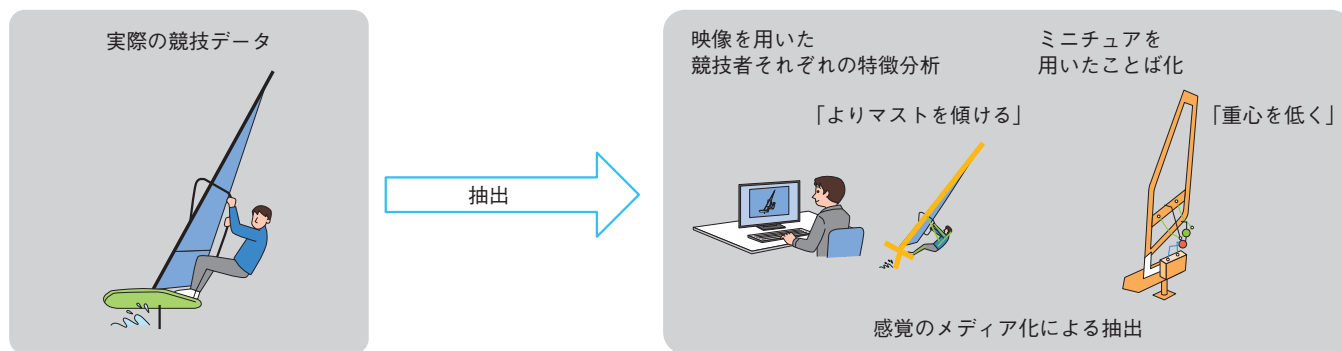 実際の競技データ
抽出
映像を用いた
競技者それぞれの特徴分析
「よりマストを傾ける」
ミニチュアを
用いたことば化
「重心を低く」
感覚のメディア化による抽出